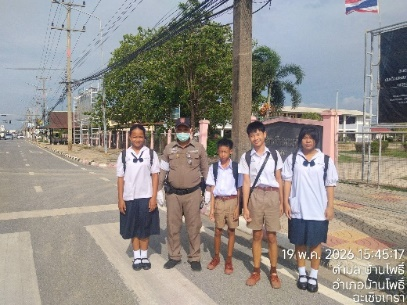 19 พ.ค. 2026 15:45:17
ตำบลบ้านโพธิ์
อำเภอบ้านโพธิ์
ฉะเชิงเทรา